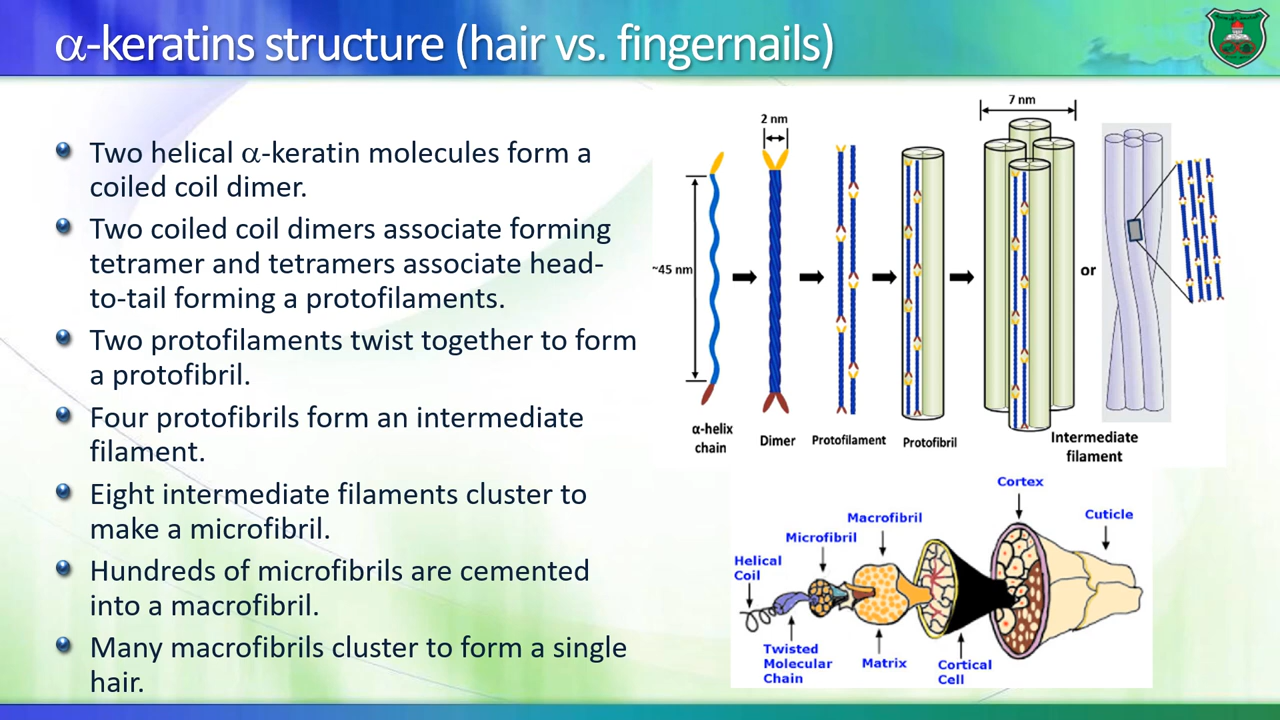 α-keratins structure (hair vs. fingernails)
Two helical α-keratin molecules form a
coiled coil dimer.
Two coiled coil dimers associate forming
tetramer and tetramers associate head-
to-tail forming a protofilaments.
Two protofilaments twist together to form
a protofibril.
Four protofibrils form an intermediate
filament.
Eight intermediate filaments cluster to
make a microfibril.
Hundreds of microfibrils are cemented
into a macrofibril.
Many macrofibrils cluster to form a single
hair.
7 nm
2 nm
~45 nm
or
α-helix
chain
Dimer
Protofilament
Protofibril
Intermediate
filament
Cortex
Cuticle
Macrofibril
Microfibril
Helical
Coil
Twisted
Molecular
Chain
Matrix
Cortical
Cell